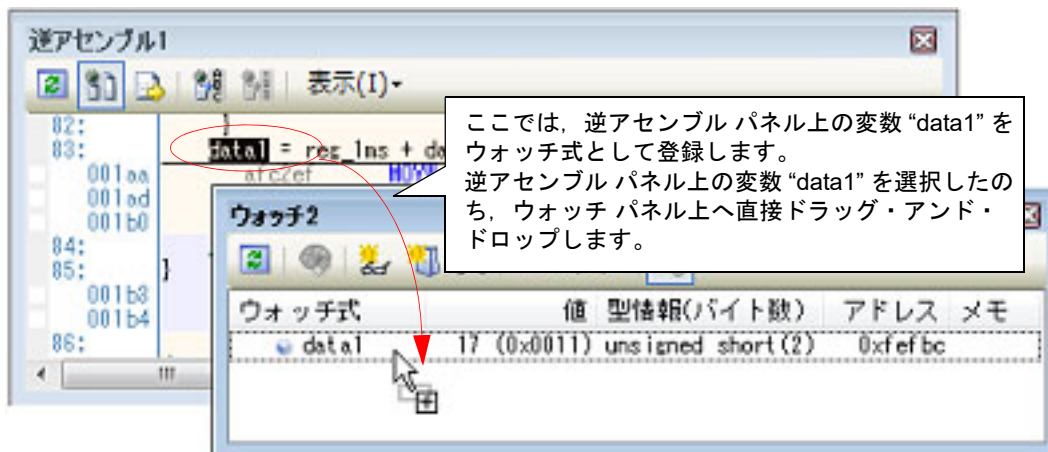 逆アセンブル1
表示(I)
82: }
83: data1 = reg_1ms + da
001aa afc2ef MOVW
001ad
001b0
84:
85: }
001b3
001b4
86:
ここでは，逆アセンブル パネル上の変数 “data1” を
ウォッチ式として登録します。
逆アセンブル パネル上の変数 “data1” を選択したの
ち，ウォッチ パネル上へ直接ドラッグ・アンド・
ドロップします。
ウォッチ2
ウォッチ式 値 型情報(バイト数) アドレス メモ
data1 17 (0x0011) unsigned short(2) 0xfefbc